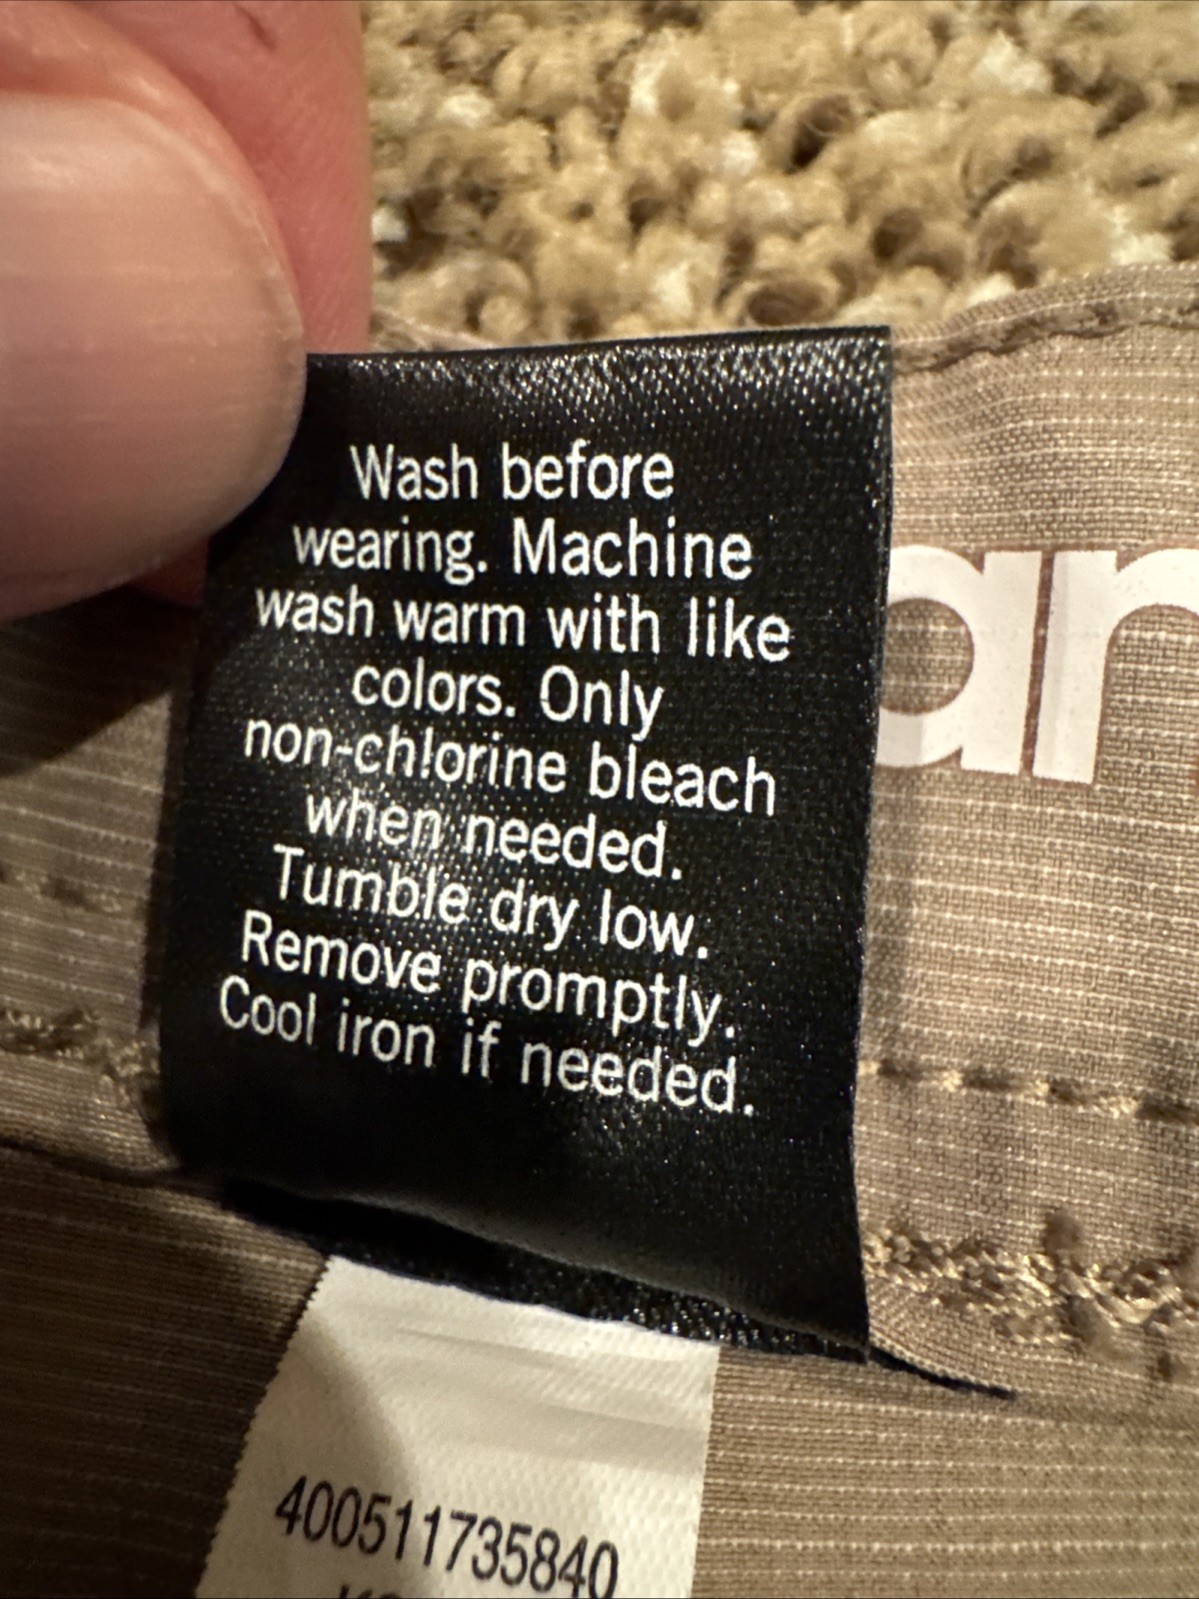 Wash before
wearing. Machine
wash warm with like
colors. Only
non-chlorine bleach
when needed.
Tumble dry low.
Remove promptly.
Cool iron if needed.
400511735840